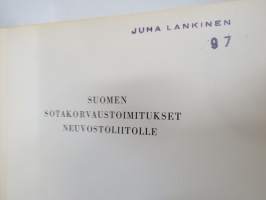 JUHA LANKINEN
97
SUOMEN
SOTAKORVAUSTOIMITUKSET
NEUVOSTOLIITOLLE